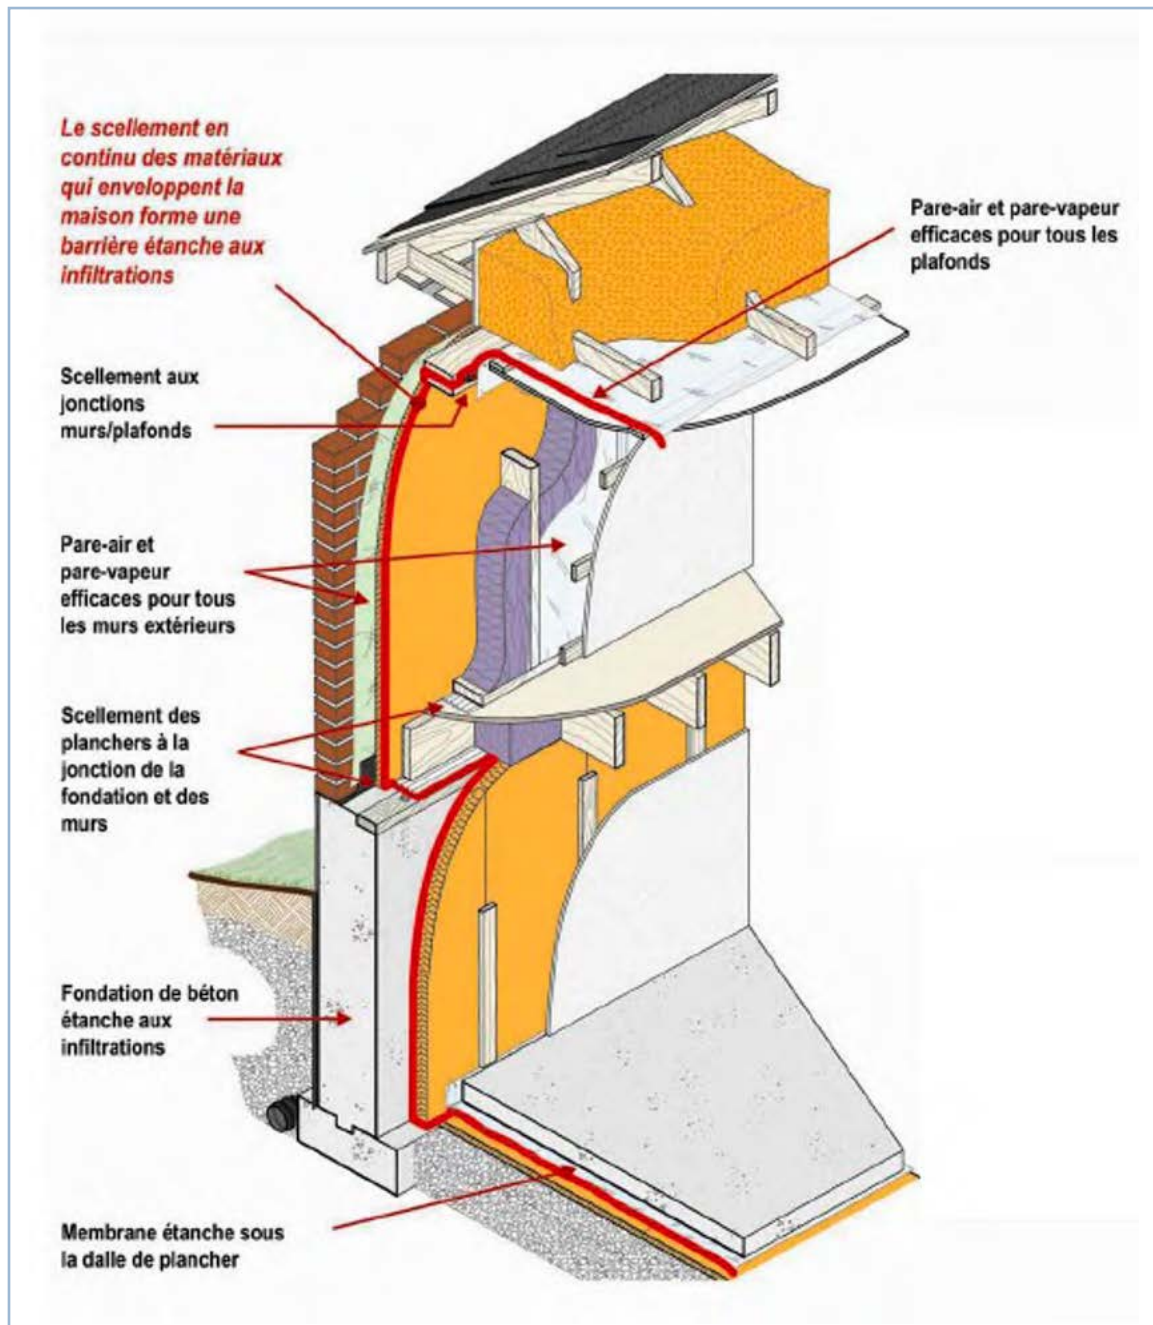 Le scellement en
continu des matériaux
qui enveloppent la
maison forme une
barrière étanche aux
infiltrations
Pare-air et pare-vapeur
efficaces pour tous les
plafonds
Scellement aux
jonctions
murs/plafonds
Pare-air et
pare-vapeur
efficaces pour tous
les murs extérieurs
Scellement des
planchers à la
jonction de la
fondation et des
murs
Fondation de béton
étanche aux
infiltrations
Membrane étanche sous
la dalle de plancher